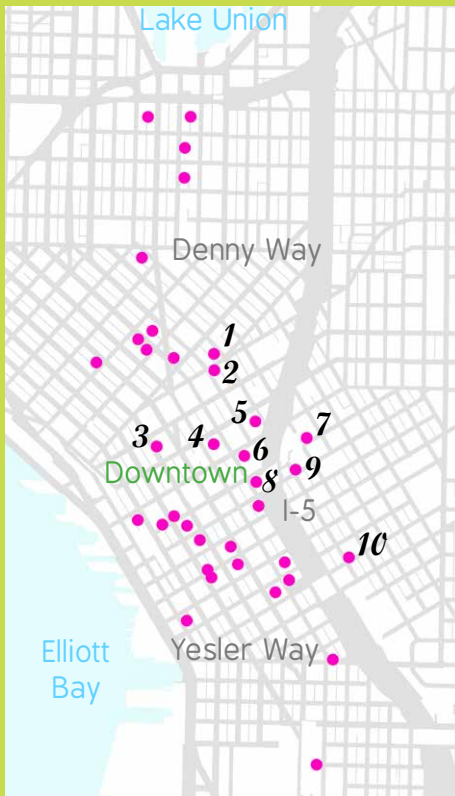 Lake Union
Denny Way
1
2
5
3
4
7
6
Downtown
9
8
I-5
10
Elliott
Bay
Yesler Way